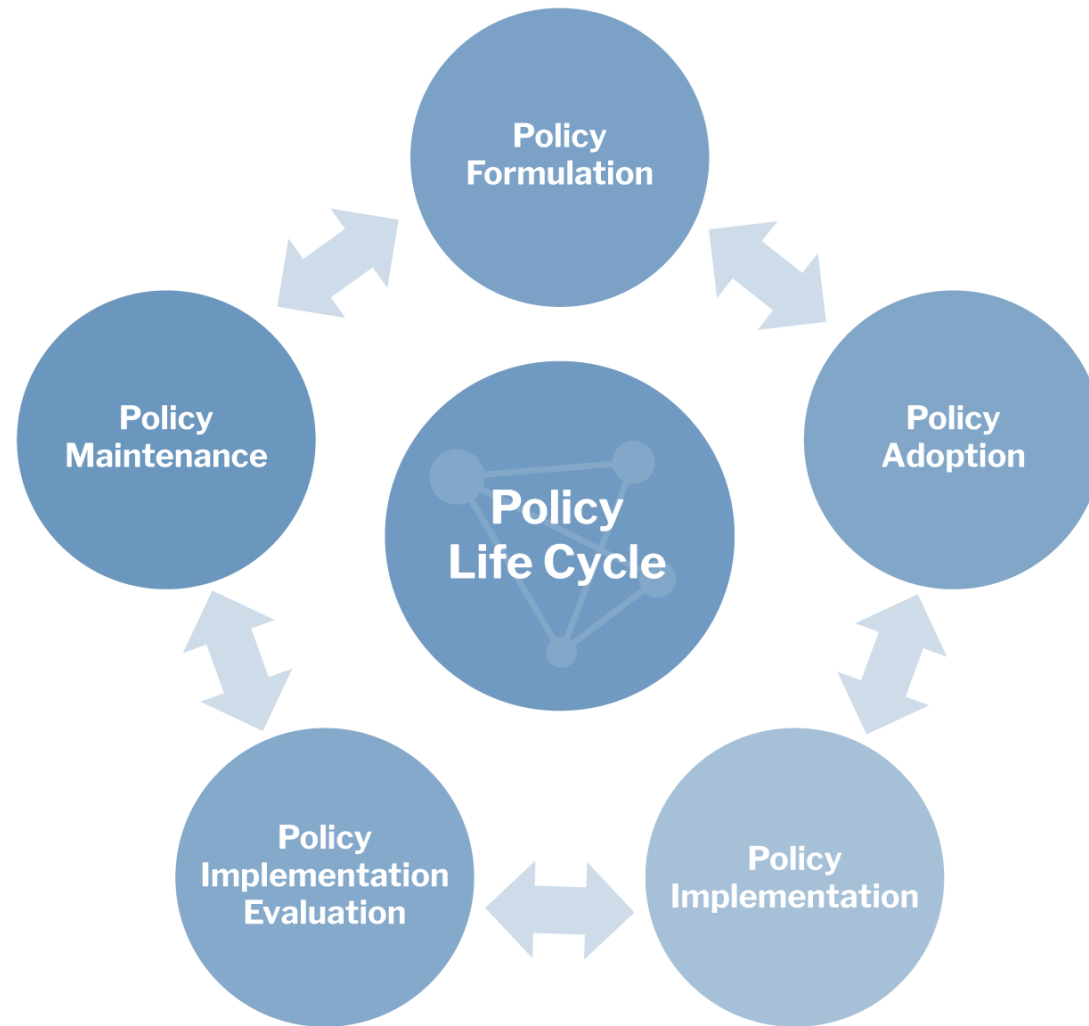 Policy
Formulation
Policy
Maintenance
Policy
Adoption
Policy
Life Cycle
Policy
Implementation
Evaluation
Policy
Implementation